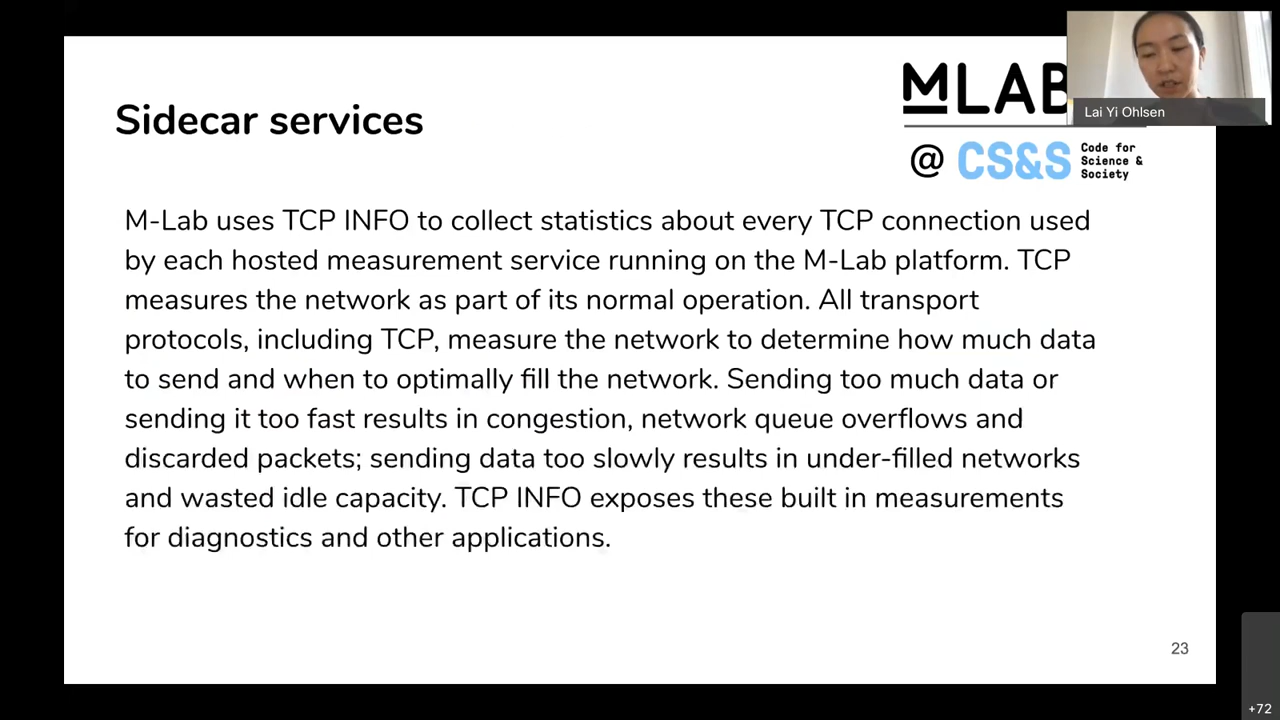 Sidecar services
MLAB
@ CS&S Code for
Science &
Society
Lai Yi Ohlsen
M-Lab uses TCP INFO to collect statistics about every TCP connection used
by each hosted measurement service running on the M-Lab platform. TCP
measures the network as part of its normal operation. All transport
protocols, including TCP, measure the network to determine how much data
to send and when to optimally fill the network. Sending too much data or
sending it too fast results in congestion, network queue overflows and
discarded packets; sending data too slowly results in under-filled networks
and wasted idle capacity. TCP INFO exposes these built in measurements
for diagnostics and other applications.
23
+72